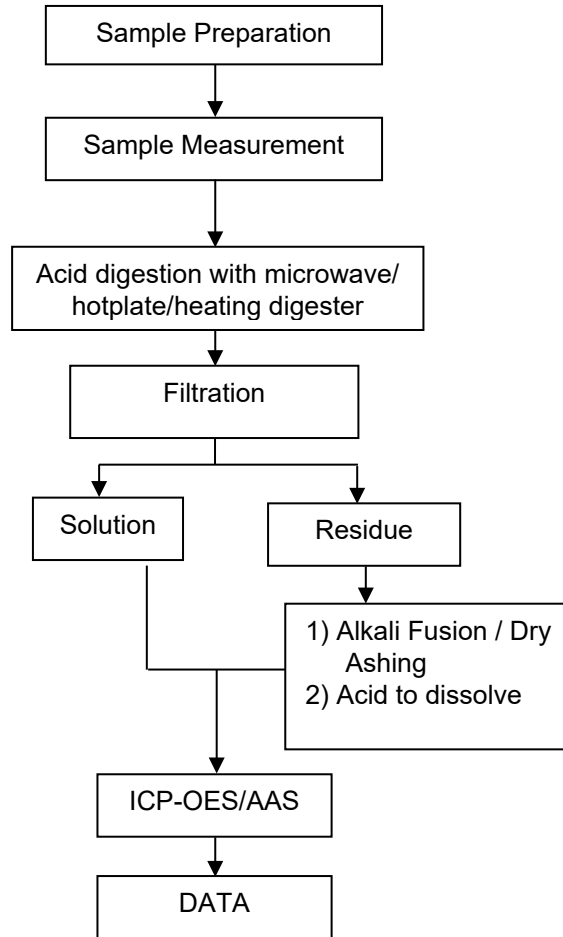 Sample Preparation
Sample Measurement
Acid digestion with microwave/
hotplate/heating digester
Filtration
Solution
Residue
1) Alkali Fusion / Dry
Ashing
2) Acid to dissolve
ICP-OES/AAS
DATA